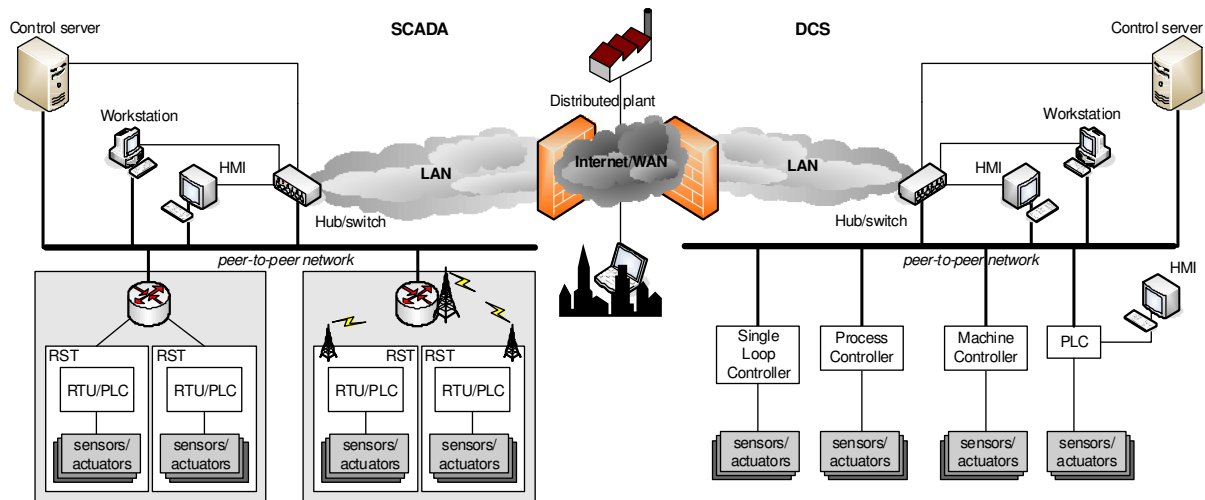 SCADA
DCS
Control server
Control server
Distributed plant
Workstation
Workstation
HMI
LAN
Internet/WAN
LAN
HMI
Hub/switch
Hub/switch
peer-to-peer network
peer-to-peer network
HMI
RST
RST
RST
RST
RTU/PLC
RTU/PLC
RTU/PLC
RTU/PLC
sensors/
actuators
sensors/
actuators
sensors/
actuators
sensors/
actuators
Single
Loop
Controller
Process
Controller
Machine
Controller
PLC
sensors/
actuators
sensors/
actuators
sensors/
actuators
sensors/
actuators